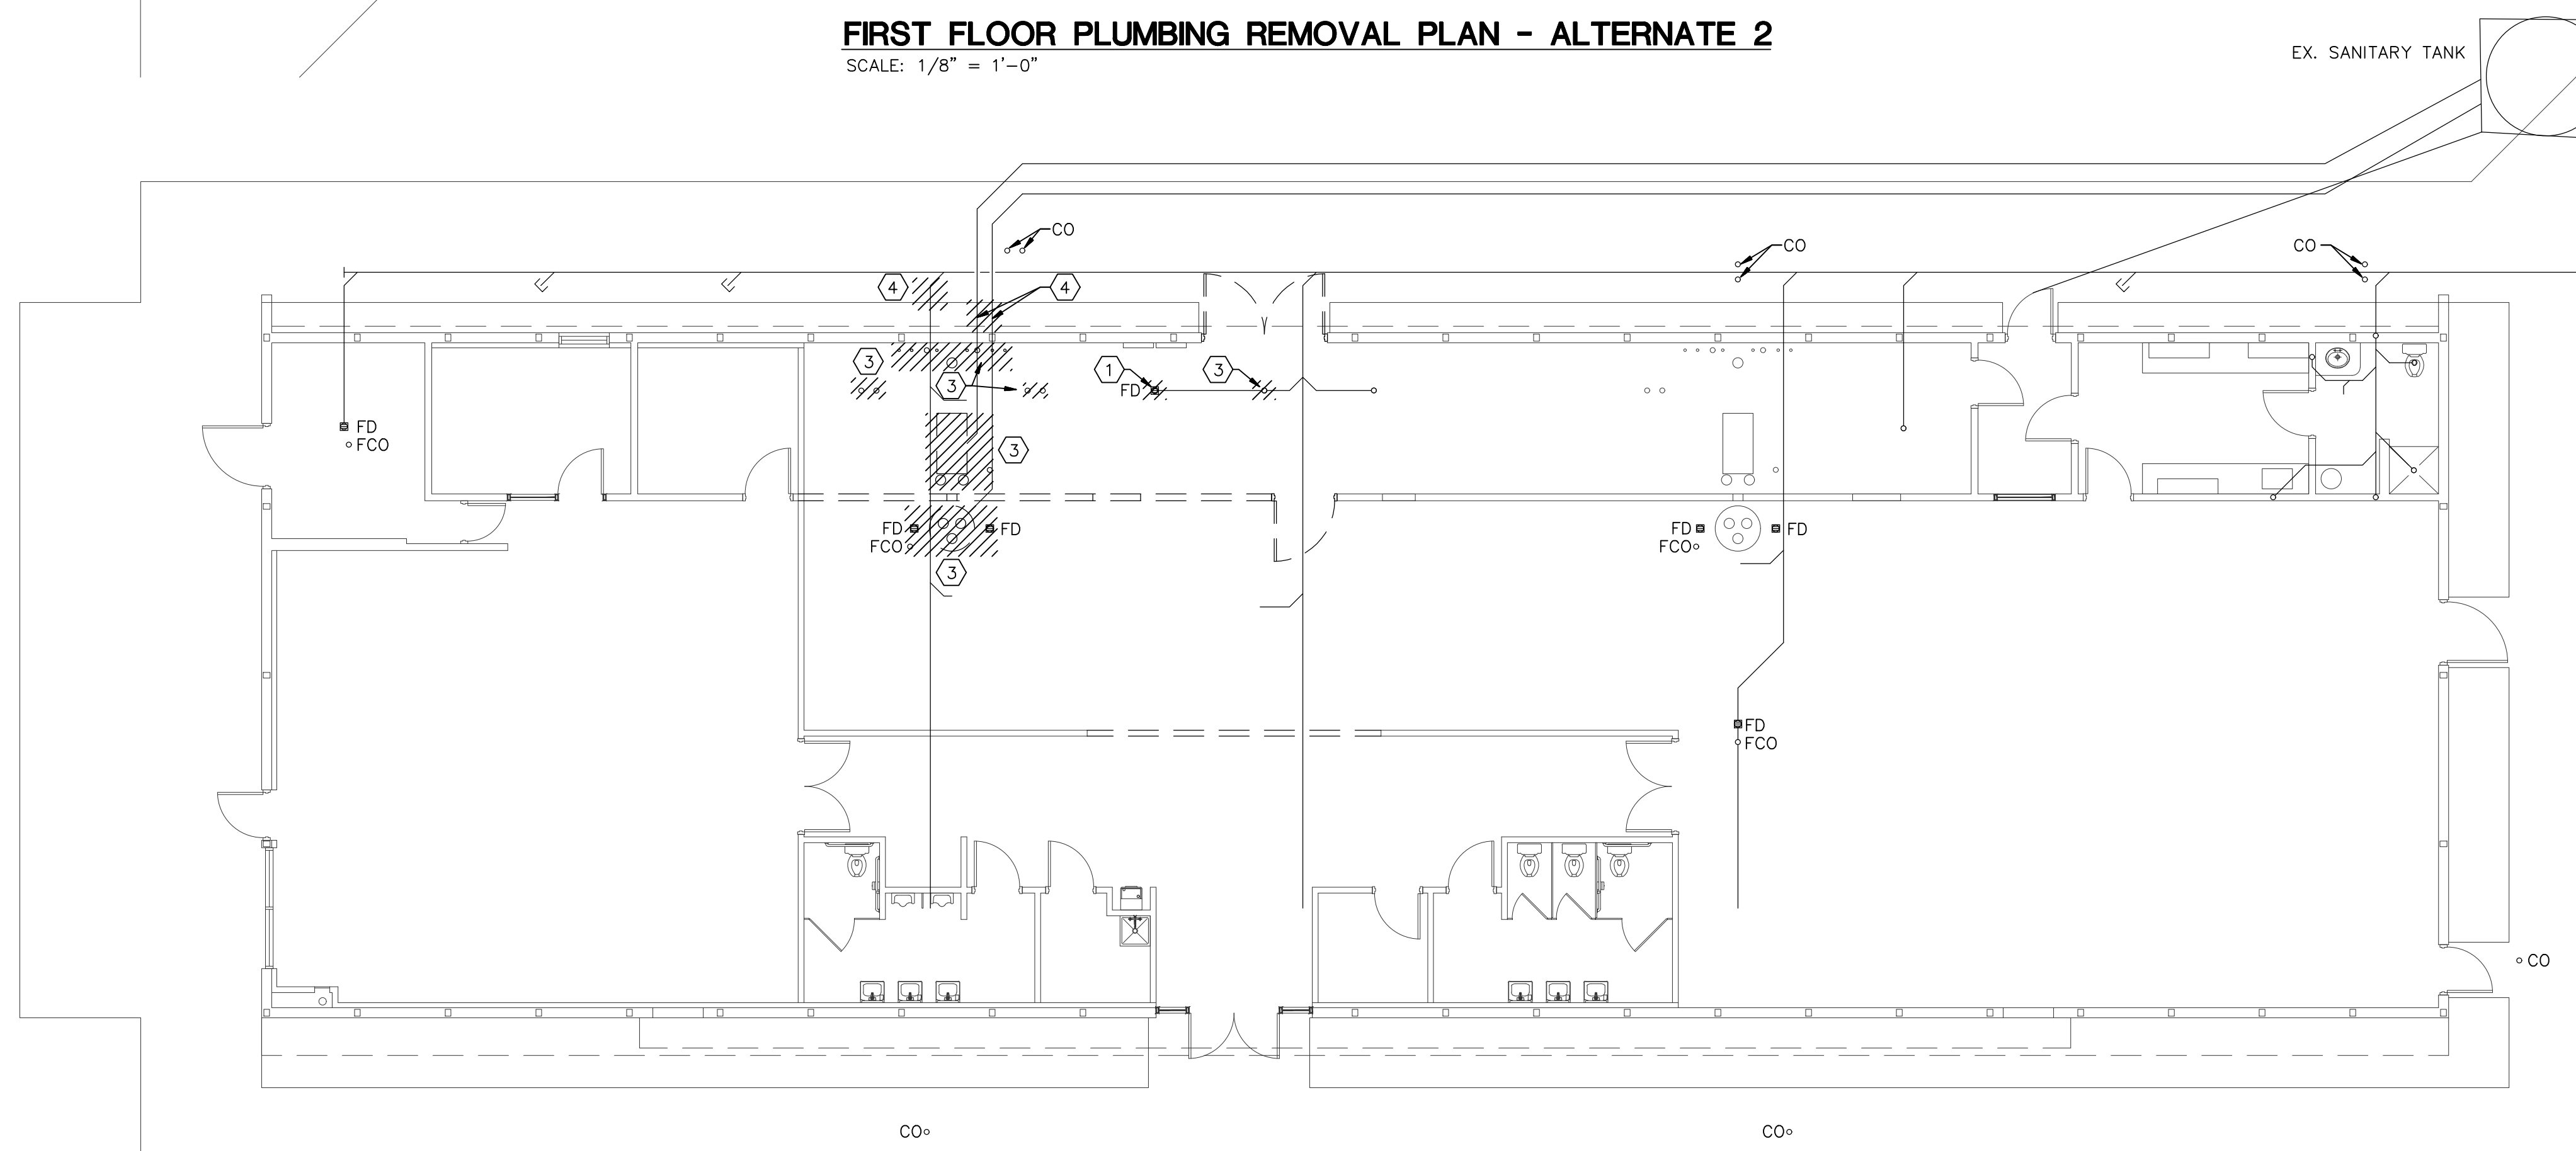 FIRST FLOOR PLUMBING REMOVAL PLAN - ALTERNATE 2
SCALE: 1/8" = 1'-0"
EX. SANITARY TANK
CO
CO
CO
4
4
3
3
1
FD
3
FD
FCO
3
FD
FD
FCO
3
FD
FD
FCO
FD
FCO
CO
CO
CO